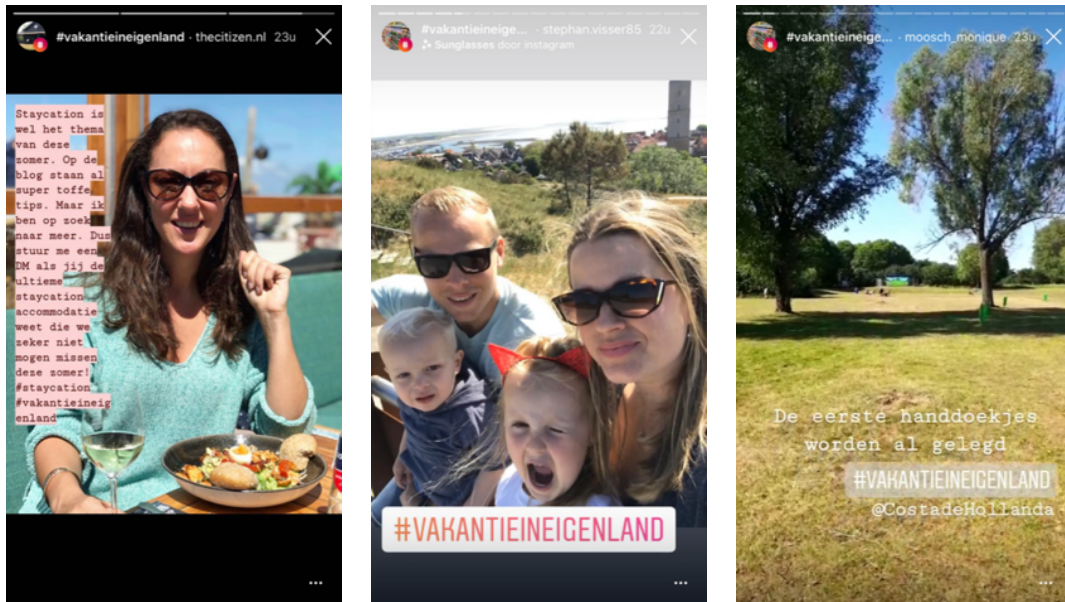 #vakantieineigenland · thecitizen.nl 23u
Staycation is
wel het thema
van deze
zomer. Op de
blog staan al
super toffe
tips. Maar ik
ben op zoek
naar meer. Dus
stuur me een
DM als jij de
ultieme
staycation
accommodatie
weet die we
zeker niet
mogen missen
deze zomer!
#staycation
#vakantieineig
enland
#vakantieineige... · stephan.visser85 22u
Sunglasses door instagram
#VAKANTIEINEIGENLAND
#vakantieineige... · moosch_monique 23u
De eerste handdoekjes
worden al gelegd
#VAKANTIEINEIGENLAND
@CostadeHollanda